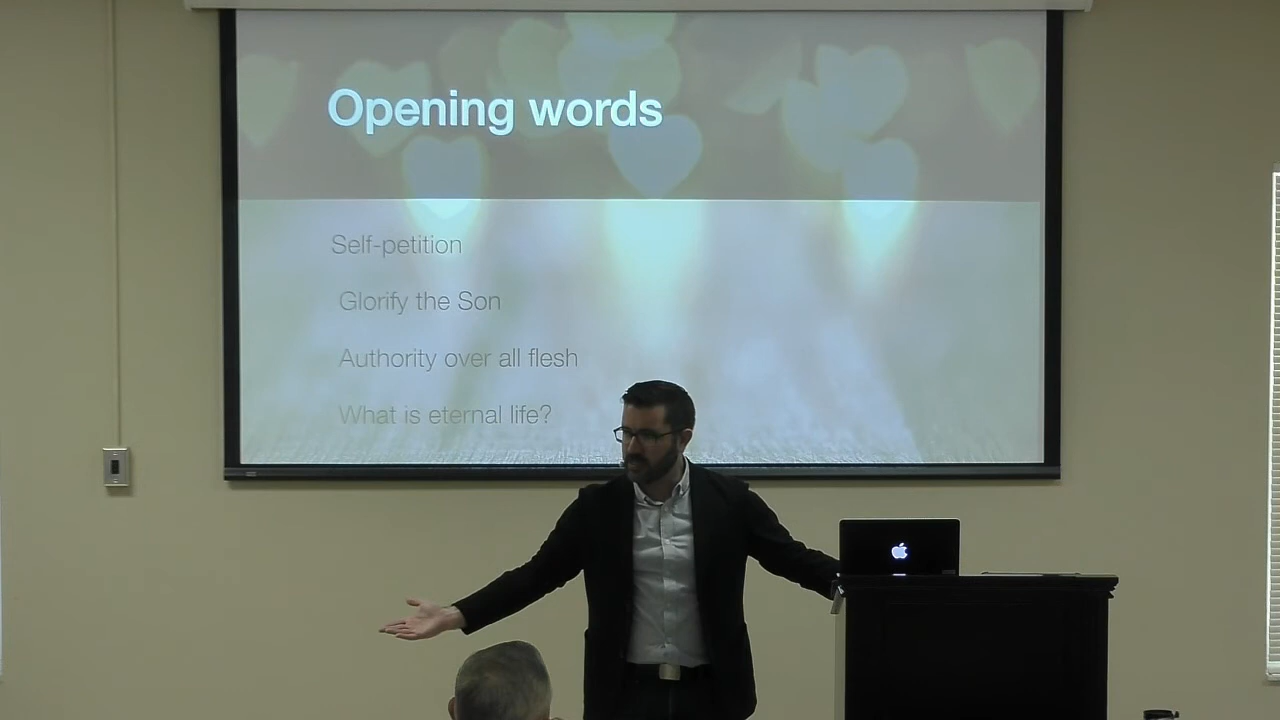 Opening words
Self-petition
Glorify the Son
Authority over all flesh
What is eternal life?